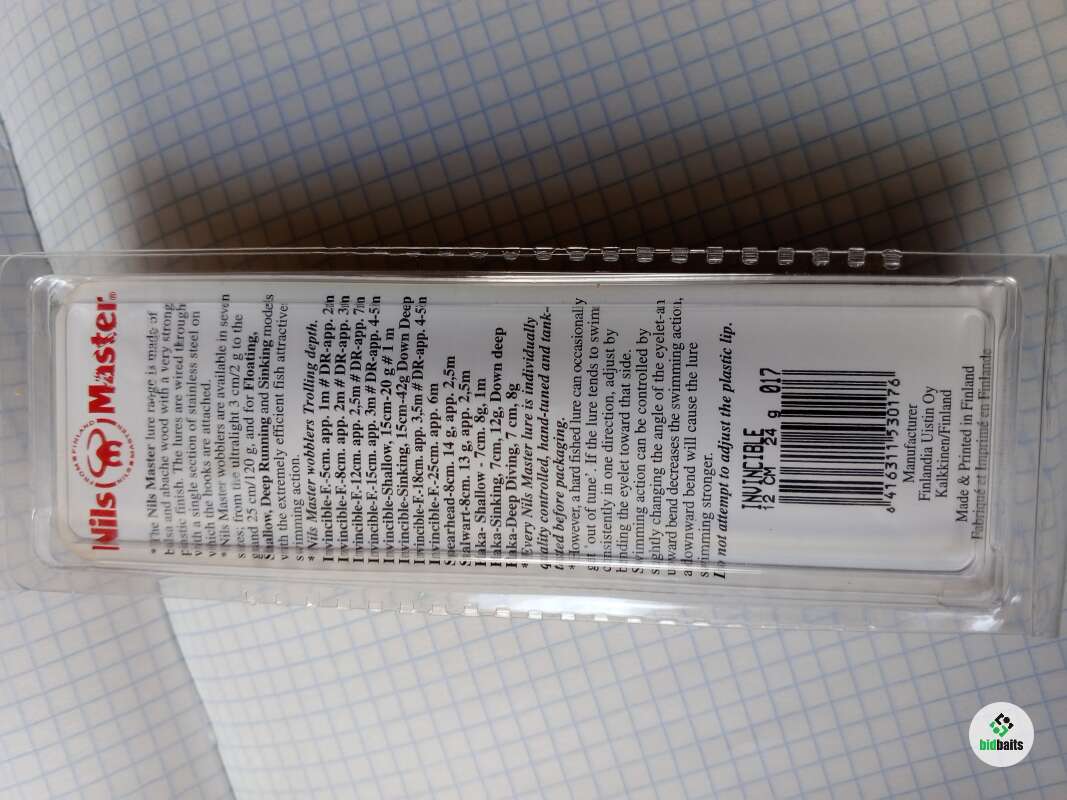 Nils Master®
FROM FINLAND
NILSMASTER
* The Nils Master lure range is made of
balsa and abache wood with a very strong
plastic finish. The lures are wired through
with a single section of stainless steel on
which the hooks are attached.
* Nils Master wobblers are available in seven
sizes from the ultralight 3 cm/2 g to the
grand 25 cm/120 g, and for Floating,
Shallow, Deep Running and Sinking models
with the extremely efficient fish attractive
swimming action.
* Nils Master wobblers Trolling depth.
Invincible-F.-5cm. app. 1m # DR-app. 2m
Invincible-F.-8cm. app. 2m # DR-app. 3m
Invincible-F.-12cm. app. 2,5m # DR-app. 7m
Invincible-F.-15cm. app. 3m # DR-app. 4-5m
Invincible-Shallow, 15cm-20 g # 1 m
Invincible-Sinking, 15cm-42g Down Deep
Invincible-F.-18cm. app. 3,5m # DR-app. 4-5m
Invincible-F.-25cm. app. 6m
Spearhead-8cm. 14 g. app. 2,5m
Stalwart-8cm. 13 g. app. 2,5m
Haka- Shallow - 7cm, 8g, 1m
Haka-Sinking, 7cm, 12g, Down deep
Haka-Deep Diving, 7 cm, 8g
* Every Nils Master lure is individually
quality controlled, hand-tuned and tank-
tested before packaging.
* However, a hard fished lure can occasionally
get 'out of tune'. If the lure tends to swim
consistently in one direction, adjust by
bending the eyelet toward that side.
Swimming action can be controlled by
slightly changing the angle of the eyelet-an
upward bend decreases the swimming action,
a downward bend will cause the lure
swimming stronger.
Do not attempt to adjust the plastic lip.
INVINCIBLE
12 CM 24 g 017
6 416311 530176
Manufacturer
Finlandia Uistin Oy
Kalkkinen/Finland
Made & Printed in Finland
Fabriqué et Imprimé en Finlande
bidbaits